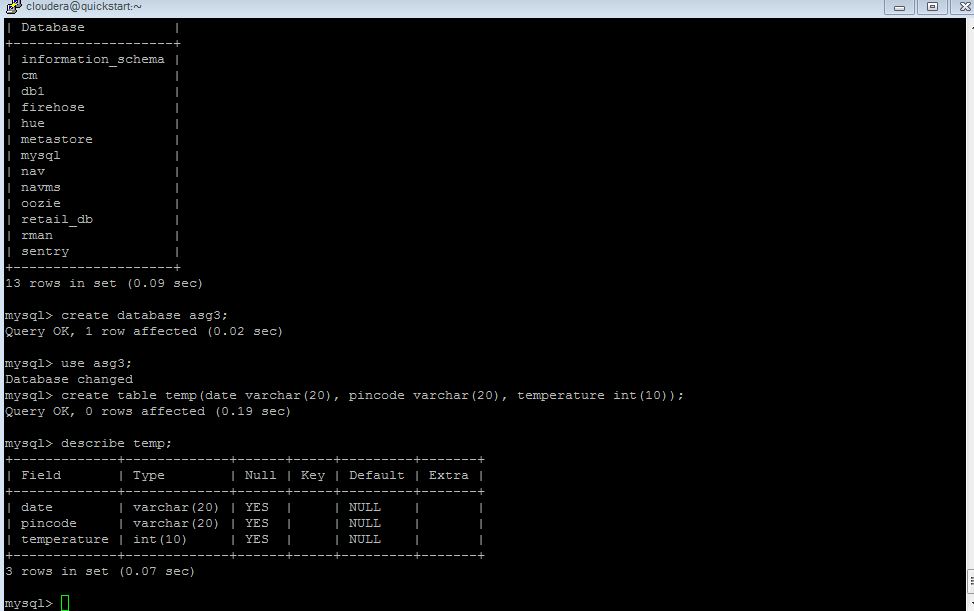 cloudera@quickstart:~
| Database           |
+--------------------+
| information_schema |
| cm                 |
| db1                |
| firehose           |
| hue                |
| metastore          |
| mysql              |
| nav                |
| navms              |
| oozie              |
| retail_db          |
| rman               |
| sentry             |
+--------------------+
13 rows in set (0.09 sec)

mysql> create database asg3;
Query OK, 1 row affected (0.02 sec)

mysql> use asg3;
Database changed
mysql> create table temp(date varchar(20), pincode varchar(20), temperature int(10));
Query OK, 0 rows affected (0.19 sec)

mysql> describe temp;
+-------------+-------------+------+-----+---------+-------+
| Field       | Type        | Null | Key | Default | Extra |
+-------------+-------------+------+-----+---------+-------+
| date        | varchar(20) | YES  |     | NULL    |       |
| pincode     | varchar(20) | YES  |     | NULL    |       |
| temperature | int(10)     | YES  |     | NULL    |       |
+-------------+-------------+------+-----+---------+-------+
3 rows in set (0.07 sec)

mysql>